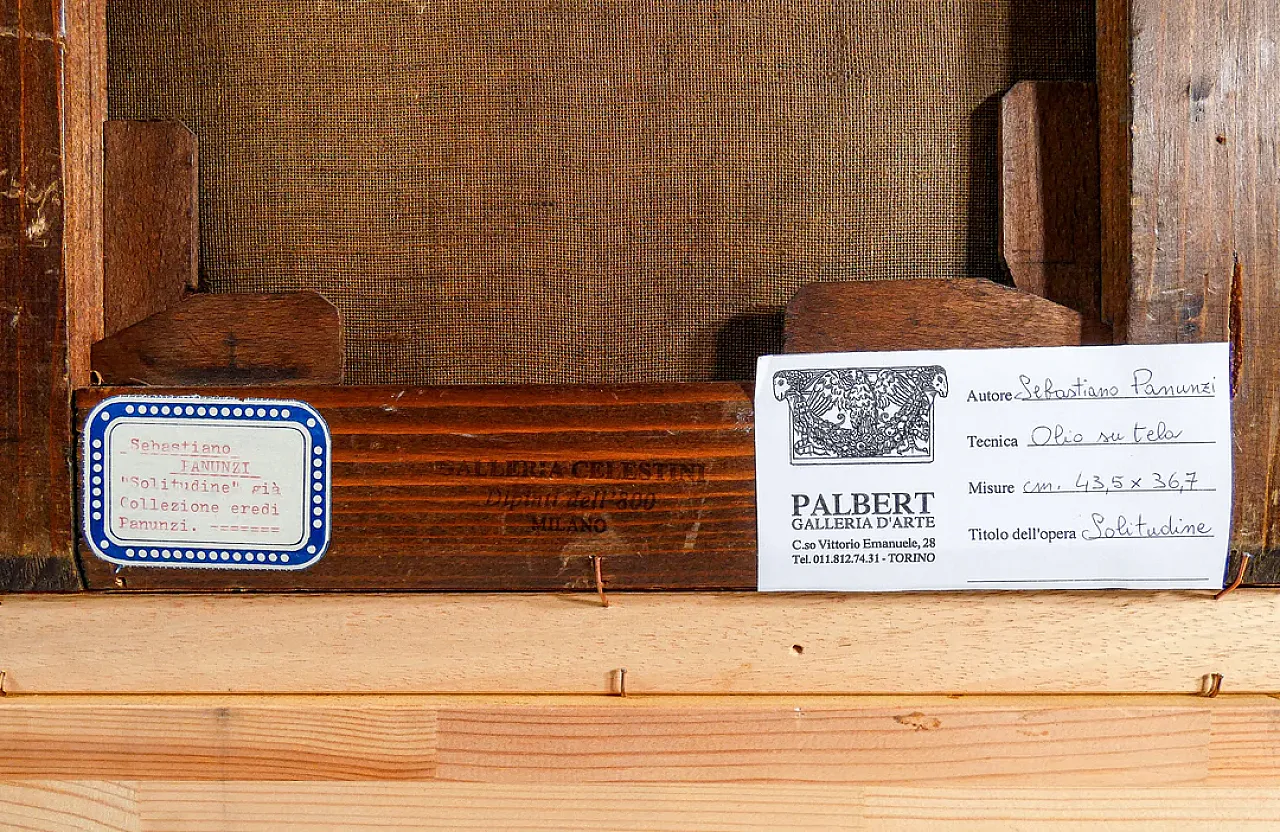 Sebastiano
PANUNZI
"Solitudine" già
Collezione eredi
Panunzi. -------
GALLERIA CELESTINI
Dipinti dell'800
MILANO
PALBERT
GALLERIA D'ARTE
C.so Vittorio Emanuele, 28
Tel. 011.812.74.31 - TORINO
Autore Sebastiano Panunzi
Tecnica Olio su tela
Misure cm. 43,5 x 36,7
Titolo dell'opera Solitudine